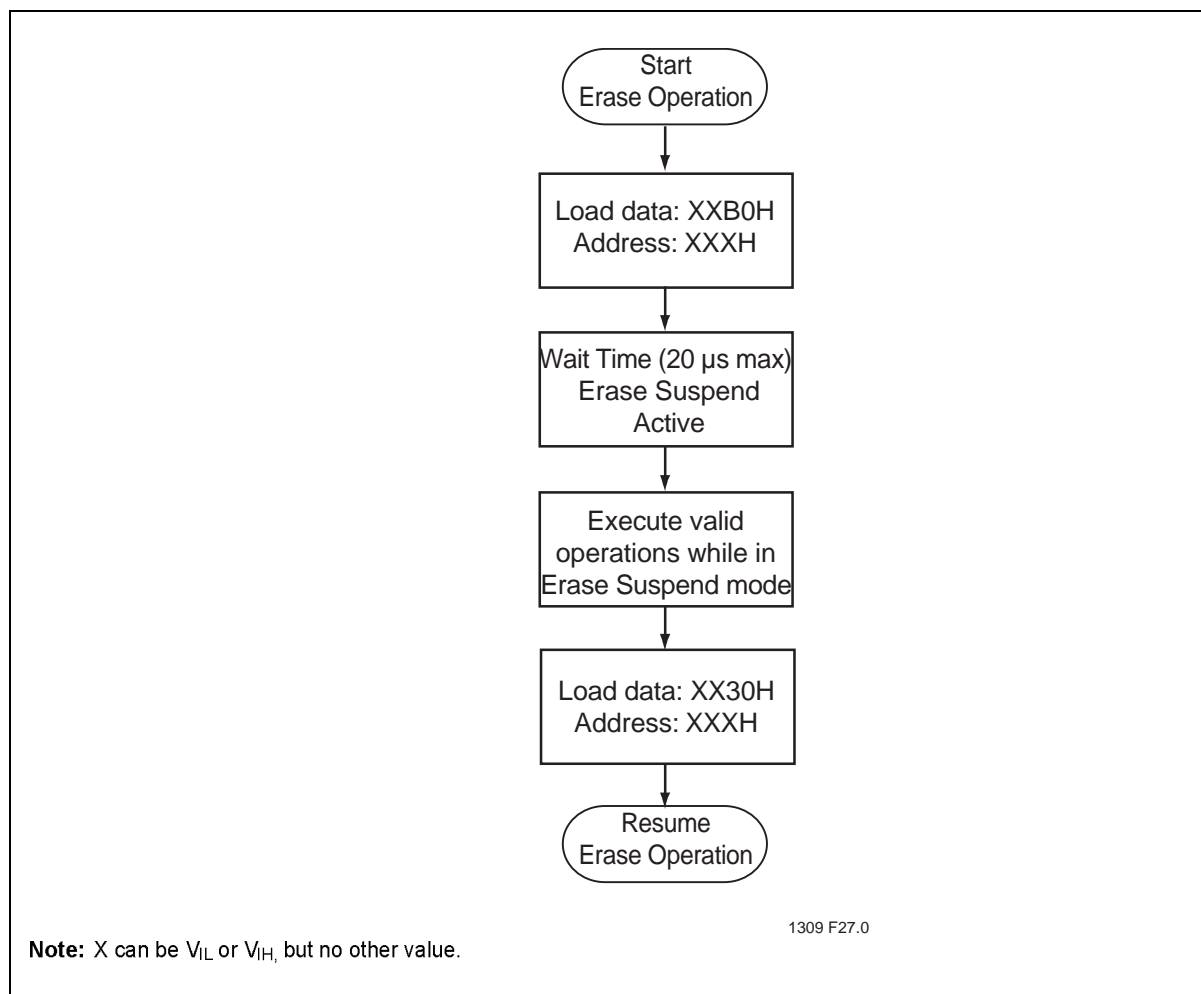 Start
Erase Operation
Load data: XXB0H
Address: XXXH
Wait Time (20 µs max)
Erase Suspend
Active
Execute valid
operations while in
Erase Suspend mode
Load data: XX30H
Address: XXXH
Resume
Erase Operation
1309 F27.0
Note: X can be VIL or VIH, but no other value.